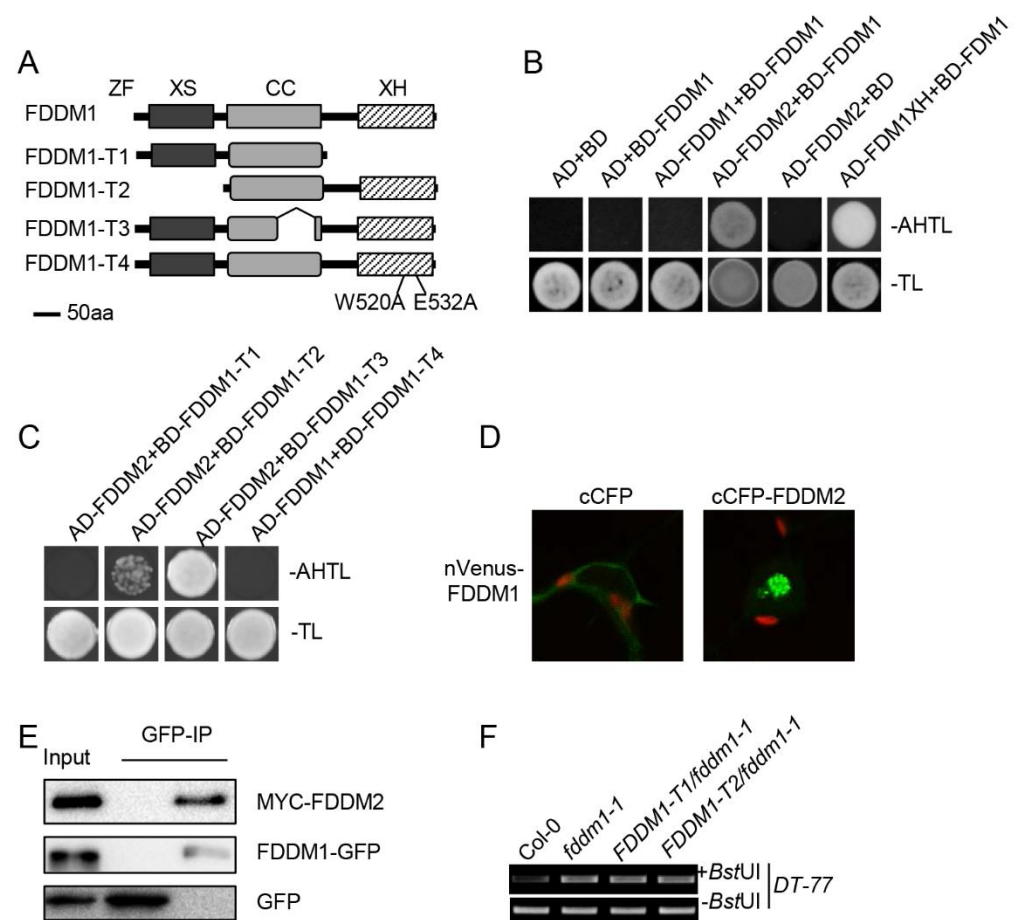 A
ZF XS CC XH
FDDM1
FDDM1-T1
FDDM1-T2
FDDM1-T3
FDDM1-T4
W520A E532A
50aa
B
AD+BD
AD+BD-FDDM1
AD-FDDM1+BD-FDDM1
AD-FDDM2+BD-FDDM1
AD-FDDM2+BD
AD-FDM1XH+BD-FDM1
-AHTL
-TL
C
AD-FDDM2+BD-FDDM1-T1
AD-FDDM2+BD-FDDM1-T2
AD-FDDM2+BD-FDDM1-T3
AD-FDDM1+BD-FDDM1-T4
-AHTL
-TL
D
cCFP cCFP-FDDM2
nVenus-
FDDM1
E
Input GFP-IP
MYC-FDDM2
FDDM1-GFP
GFP
F
Col-0
fddm1-1
FDDM1-T1/fddm1-1
FDDM1-T2/fddm1-1
+BstUI
-BstUI
DT-77